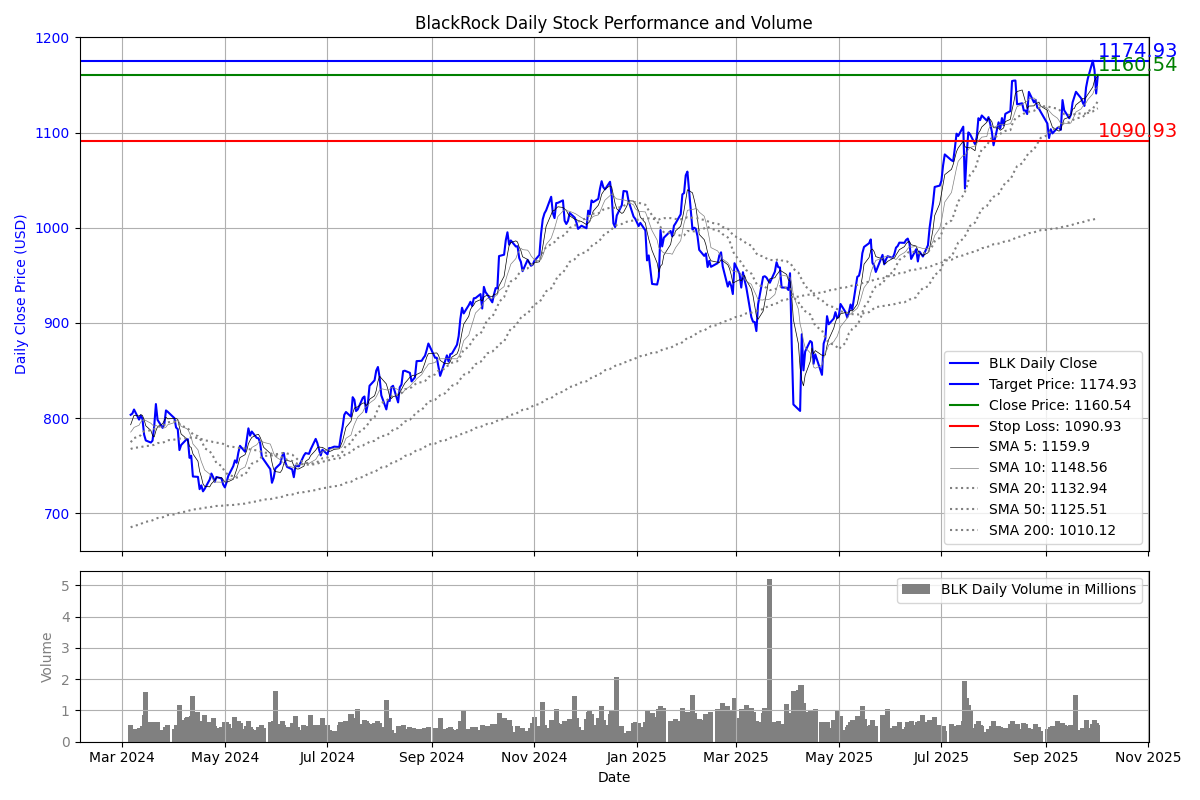 BlackRock Daily Stock Performance and Volume
1200
1100
1000
900
800
700
Daily Close Price (USD)
1174.93
1160.54
1090.93
BLK Daily Close
Target Price: 1174.93
Close Price: 1160.54
Stop Loss: 1090.93
SMA 5: 1159.9
SMA 10: 1148.56
SMA 20: 1132.94
SMA 50: 1125.51
SMA 200: 1010.12
5
4
3
2
1
0
Volume
BLK Daily Volume in Millions
Mar 2024 May 2024 Jul 2024 Sep 2024 Nov 2024 Jan 2025 Mar 2025 May 2025 Jul 2025 Sep 2025 Nov 2025
Date